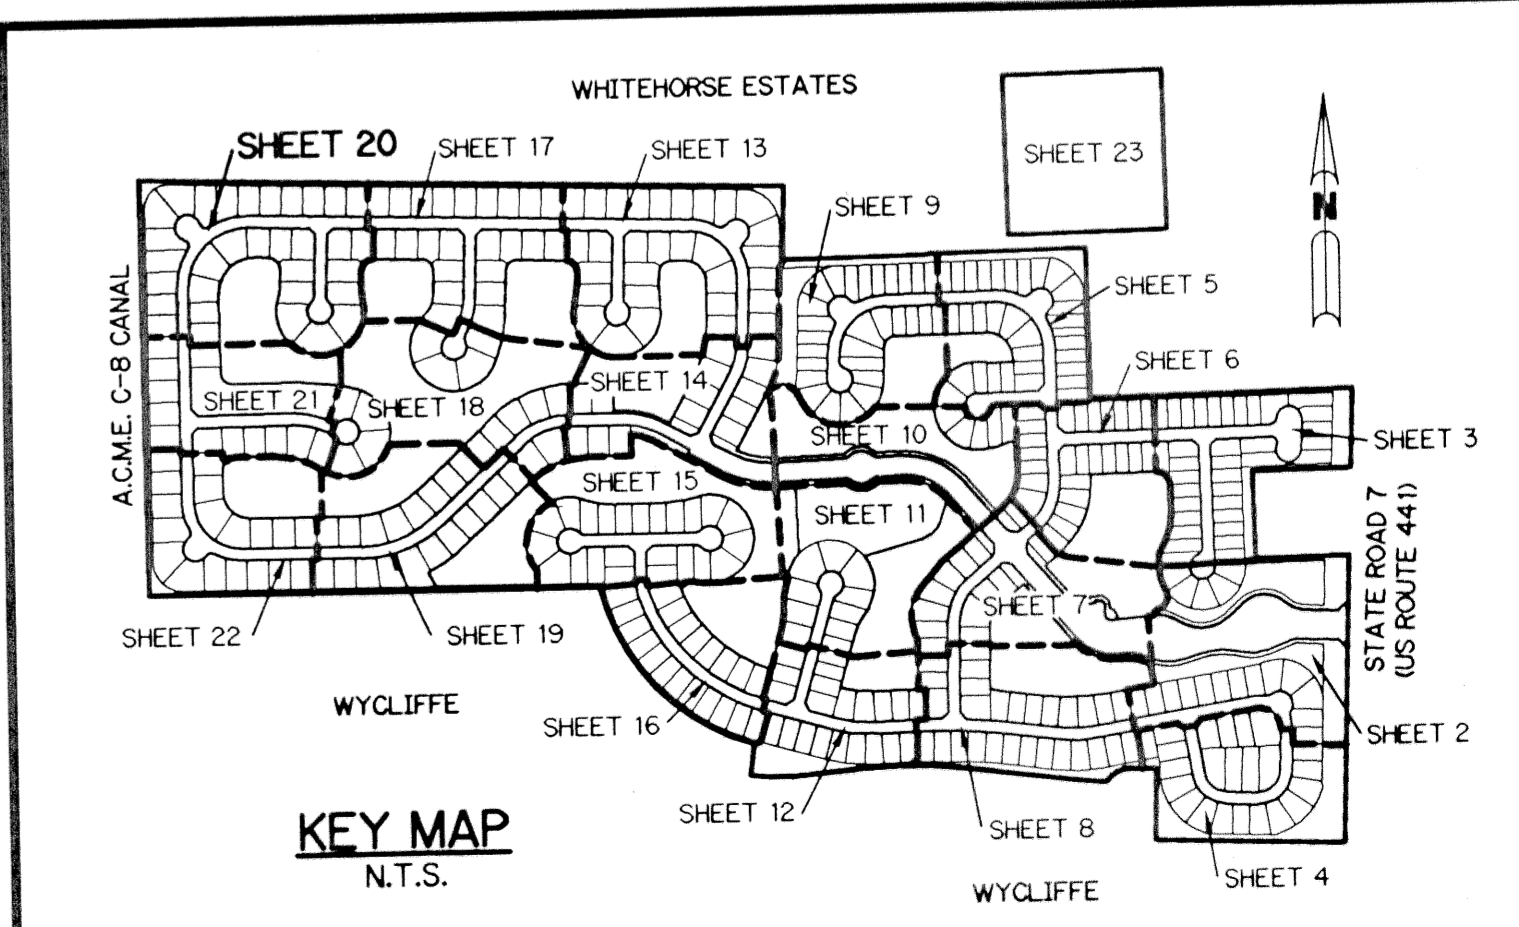 WHITEHORSE ESTATES
SHEET 20
SHEET 17
SHEET 13
SHEET 23
SHEET 9
N
SHEET 5
A.C.M.E. C-8 CANAL
SHEET 6
SHEET 14
SHEET 21
SHEET 18
SHEET 10
SHEET 3
SHEET 15
SHEET 11
STATE ROAD 7
(US ROUTE 441)
SHEET 7
SHEET 22
SHEET 19
WYCLIFFE
SHEET 16
SHEET 2
SHEET 12
SHEET 8
KEY MAP
N.T.S.
SHEET 4
WYCLIFFE